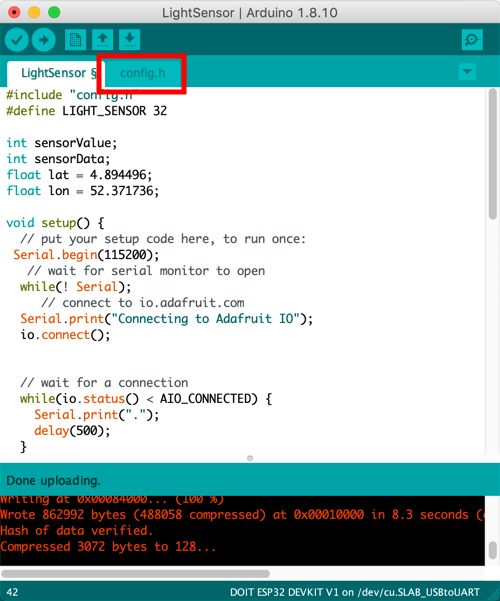 LightSensor | Arduino 1.8.10
LightSensor §
config.h
#include "config.h"
#define LIGHT_SENSOR 32
int sensorValue;
int sensorData;
float lat = 4.894496;
float lon = 52.371736;
void setup() {
// put your setup code here, to run once:
Serial.begin(115200);
// wait for serial monitor to open
while(! Serial);
// connect to io.adafruit.com
Serial.print("Connecting to Adafruit IO");
io.connect();
// wait for a connection
while(io.status() < AIO_CONNECTED) {
Serial.print(".");
delay(500);
}
Done uploading.
Writing at 0x00084000... (100 %)
Wrote 862992 bytes (488058 compressed) at 0x00010000 in 8.3 seconds (
Hash of data verified.
Compressed 3072 bytes to 128...
42
DOIT ESP32 DEVKIT V1 on /dev/cu.SLAB_USBtoUART